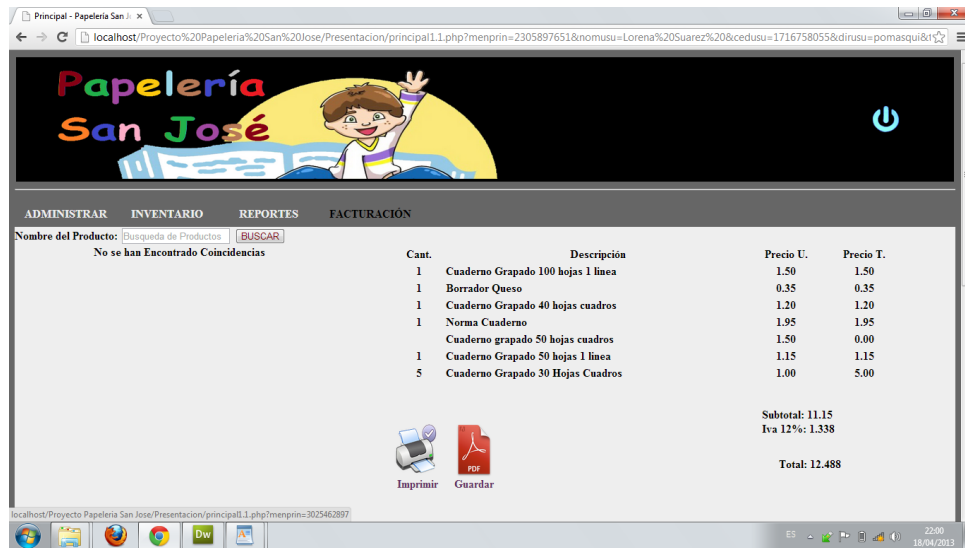 Principal - Papelería San Jo
localhost/Proyecto%20Papeleria%20San%20Jose/Presentacion/principal1.1.php?menprin=2305897651&nomusu=Lorena%20Suarez%20&cedusu=1716758055&dirusu=pomasqui&t
Papelería
San José
ADMINISTRAR INVENTARIO REPORTES FACTURACIÓN
Nombre del Producto: Busqueda de Productos BUSCAR
No se han Encontrado Coincidencias
Cant. Descripción Precio U. Precio T.
1 Cuaderno Grapado 100 hojas 1 linea 1.50 1.50
1 Borrador Queso 0.35 0.35
1 Cuaderno Grapado 40 hojas cuadros 1.20 1.20
1 Norma Cuaderno 1.95 1.95
Cuaderno grapado 50 hojas cuadros 1.50 0.00
1 Cuaderno Grapado 50 hojas 1 linea 1.15 1.15
5 Cuaderno Grapado 30 Hojas Cuadros 1.00 5.00
Subtotal: 11.15
Iva 12%: 1.338
Total: 12.488
PDF
Imprimir Guardar
localhost/Proyecto Papeleria San Jose/Presentacion/principal1.1.php?menprin=3025462897
Dw
ES 22:00
18/04/2013